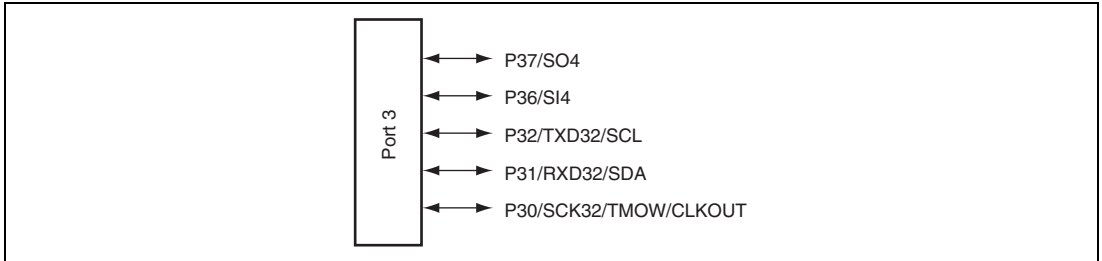 Port 3
P37/SO4
P36/SI4
P32/TXD32/SCL
P31/RXD32/SDA
P30/SCK32/TMOW/CLKOUT